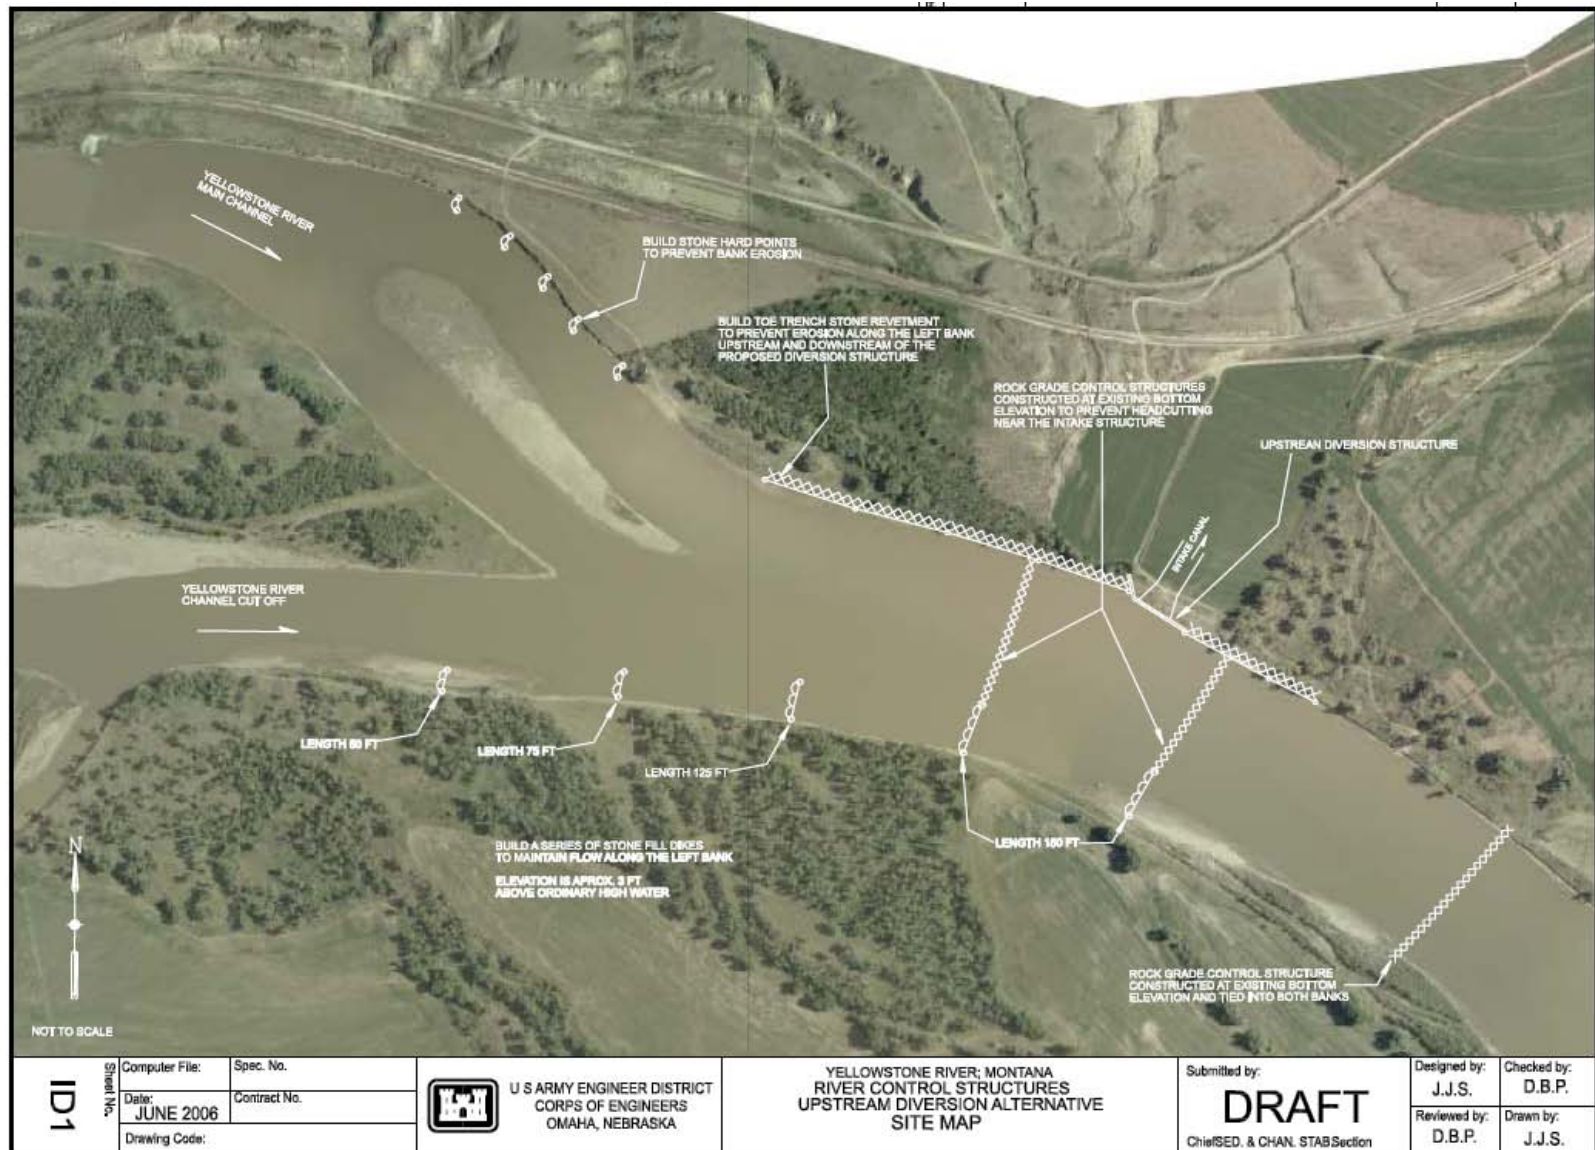 YELLOWSTONE RIVER
MAIN CHANNEL
BUILD STONE HARD POINTS
TO PREVENT BANK EROSION
BUILD TOE TRENCH STONE REVETMENT
TO PREVENT EROSION ALONG THE LEFT BANK
UPSTREAM AND DOWNSTREAM OF THE
PROPOSED DIVERSION STRUCTURE
ROCK GRADE CONTROL STRUCTURES
CONSTRUCTED AT EXISTING BOTTOM
ELEVATION TO PREVENT HEADCUTTING
NEAR THE INTAKE STRUCTURE
UPSTREAN DIVERSION STRUCTURE
INTAKE CANAL
YELLOWSTONE RIVER
CHANNEL CUT OFF
LENGTH 50 FT
LENGTH 75 FT
LENGTH 125 FT
LENGTH 150 FT
BUILD A SERIES OF STONE FILL DIKES
TO MAINTAIN FLOW ALONG THE LEFT BANK
ELEVATION IS APROX. 3 FT
ABOVE ORDINARY HIGH WATER
ROCK GRADE CONTROL STRUCTURE
CONSTRUCTED AT EXISTING BOTTOM
ELEVATION AND TIED INTO BOTH BANKS
N
NOT TO SCALE
Sheet No.
ID1
Computer File:
Spec. No.
Date:
JUNE 2006
Contract No.
Drawing Code:
U S ARMY ENGINEER DISTRICT
CORPS OF ENGINEERS
OMAHA, NEBRASKA
YELLOWSTONE RIVER; MONTANA
RIVER CONTROL STRUCTURES
UPSTREAM DIVERSION ALTERNATIVE
SITE MAP
Submitted by:
DRAFT
ChiefSED. & CHAN. STABSection
Designed by:
J.J.S.
Checked by:
D.B.P.
Reviewed by:
D.B.P.
Drawn by:
J.J.S.